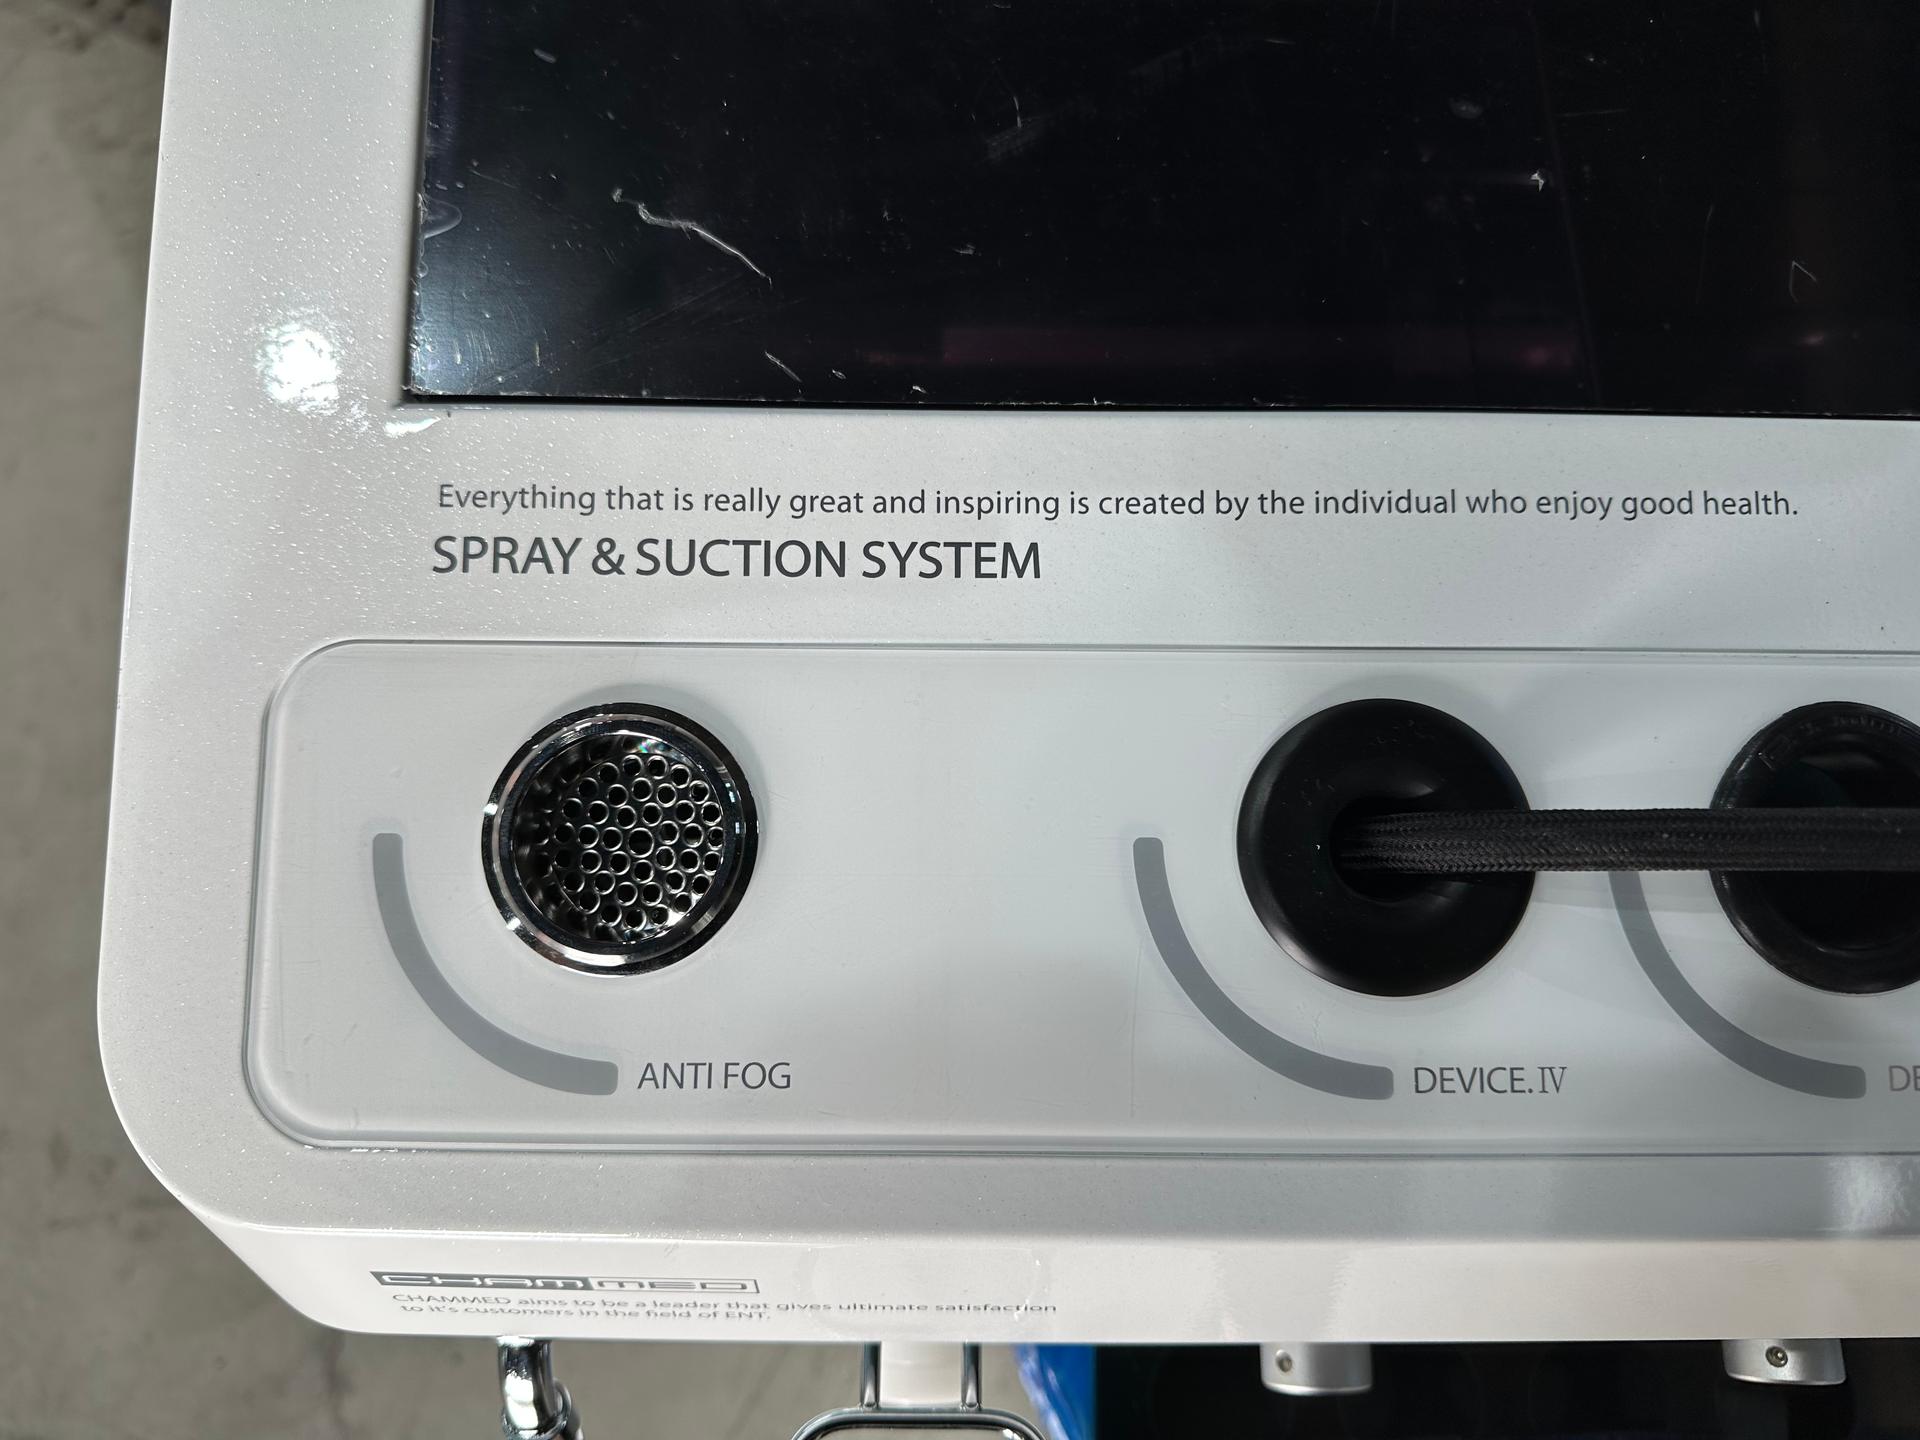 Everything that is really great and inspiring is created by the individual who enjoy good health.
SPRAY & SUCTION SYSTEM
ANTI FOG
DEVICE.IV
DE
CHAMMED
CHAMMED aims to be a leader that gives ultimate satisfaction
to it's customers in the field of ENT.